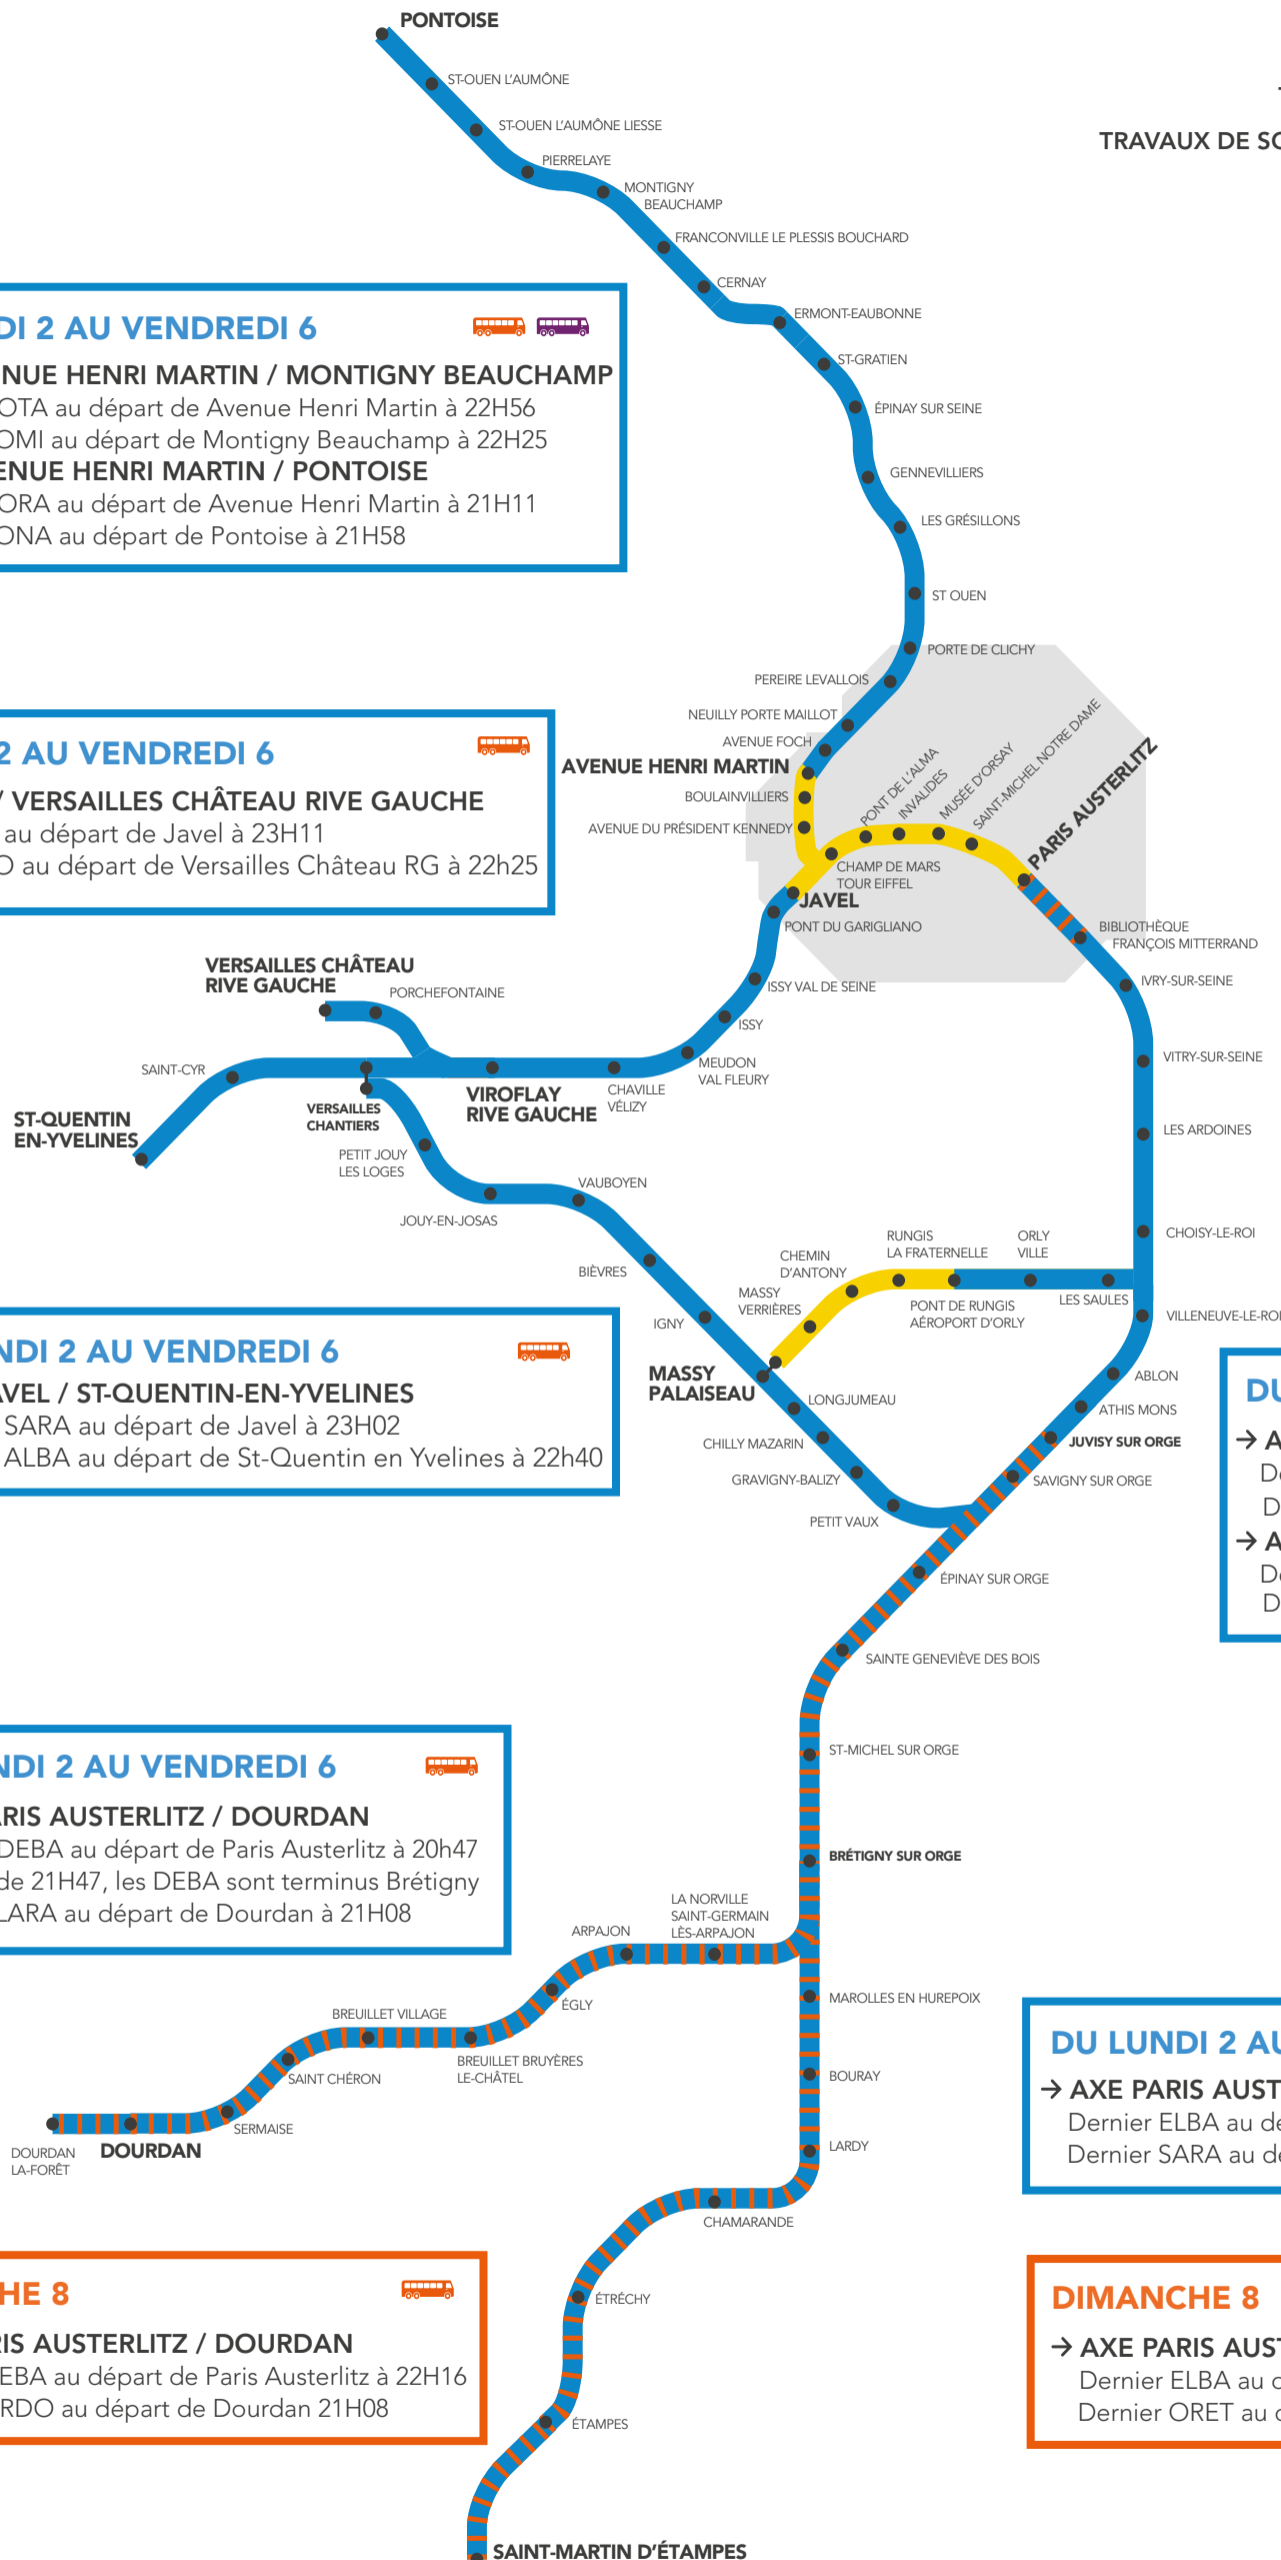 PONTOISE
ST-OUEN L'AUMÔNE
ST-OUEN L'AUMÔNE LIESSE
TRAVAUX DE
PIERRELAYE
MONTIGNY
BEAUCHAMP
FRANCONVILLE LE PLESSIS BOUCHARD
CERNAY
ERMONT-EAUBONNE
ST-GRATIEN
ÉPINAY SUR SEINE
GENNEVILLIERS
LES GRÉSILLONS
ST OUEN
PORTE DE CLICHY
PEREIRE LEVALLOIS
NEUILLY PORTE MAILLOT
AVENUE FOCH
AVENUE HENRI MARTIN
BOULAINVILLIERS
AVENUE DU PRÉSIDENT KENNEDY
CHAMP DE MARS
TOUR EIFFEL
PONT DE L'ALMA
INVALIDES
MUSÉE D'ORSAY
SAINT-MICHEL NOTRE DAME
PARIS AUSTERLITZ
JAVEL
PONT DU GARIGLIANO
BIBLIOTHÈQUE
FRANÇOIS MITTERRAND
ISSY VAL DE SEINE
IVRY-SUR-SEINE
ISSY
MEUDON
VAL FLEURY
VITRY-SUR-SEINE
CHAVILLE
VÉLIZY
VIROFLAY
RIVE GAUCHE
VERSAILLES CHÂTEAU
RIVE GAUCHE
PORCHEFONTAINE
SAINT-CYR
ST-QUENTIN
EN-YVELINES
VERSAILLES
CHANTIERS
PETIT JOUY
LES LOGES
JOUY-EN-JOSAS
VAUBOYEN
BIÈVRES
IGNY
MASSY
PALAISEAU
LES ARDOINES
CHOISY-LE-ROI
RUNGIS
LA FRATERNELLE
ORLY
VILLE
CHEMIN
D'ANTONY
MASSY
VERRIÈRES
PONT DE RUNGIS
AÉROPORT D'ORLY
LES SAULES
VILLENEUVE-LE-ROI
ABLON
ATHIS MONS
JUVISY SUR ORGE
SAVIGNY SUR ORGE
LONGJUMEAU
CHILLY MAZARIN
GRAVIGNY-BALIZY
PETIT VAUX
ÉPINAY SUR ORGE
SAINTE GENEVIÈVE DES BOIS
ST-MICHEL SUR ORGE
BRÉTIGNY SUR ORGE
LA NORVILLE
SAINT-GERMAIN
LÈS-ARPAJON
ARPAJON
ÉGLY
BREUILLET BRUYÈRES
LE-CHÂTEL
BREUILLET VILLAGE
SAINT CHÉRON
SERMAISE
DOURDAN
DOURDAN
LA-FORÊT
MAROLLES EN HUREPOIX
BOURAY
LARDY
CHAMARANDE
ÉTRÉCHY
ÉTAMPES
SAINT-MARTIN D'ÉTAMPES
DI 2 AU VENDREDI 6
NUE HENRI MARTIN / MONTIGNY BEAUCHAMP
OTA au départ de Avenue Henri Martin à 22H56
OMI au départ de Montigny Beauchamp à 22H25
ENUE HENRI MARTIN / PONTOISE
ORA au départ de Avenue Henri Martin à 21H11
ONA au départ de Pontoise à 21H58
2 AU VENDREDI 6
/ VERSAILLES CHÂTEAU RIVE GAUCHE
au départ de Javel à 23H11
O au départ de Versailles Château RG à 22h25
NDI 2 AU VENDREDI 6
AVEL / ST-QUENTIN-EN-YVELINES
SARA au départ de Javel à 23H02
ALBA au départ de St-Quentin en Yvelines à 22h40
NDI 2 AU VENDREDI 6
ARIS AUSTERLITZ / DOURDAN
DEBA au départ de Paris Austerlitz à 20h47
de 21H47, les DEBA sont terminus Brétigny
LARA au départ de Dourdan à 21H08
HE 8
RIS AUSTERLITZ / DOURDAN
EBA au départ de Paris Austerlitz à 22H16
RDO au départ de Dourdan 21H08
DU
→ A
De
D
→ A
De
D
DU LUNDI 2 AU
→ AXE PARIS AUST
Dernier ELBA au de
Dernier SARA au de
DIMANCHE 8
→ AXE PARIS AUS
Dernier ELBA au d
Dernier ORET au d